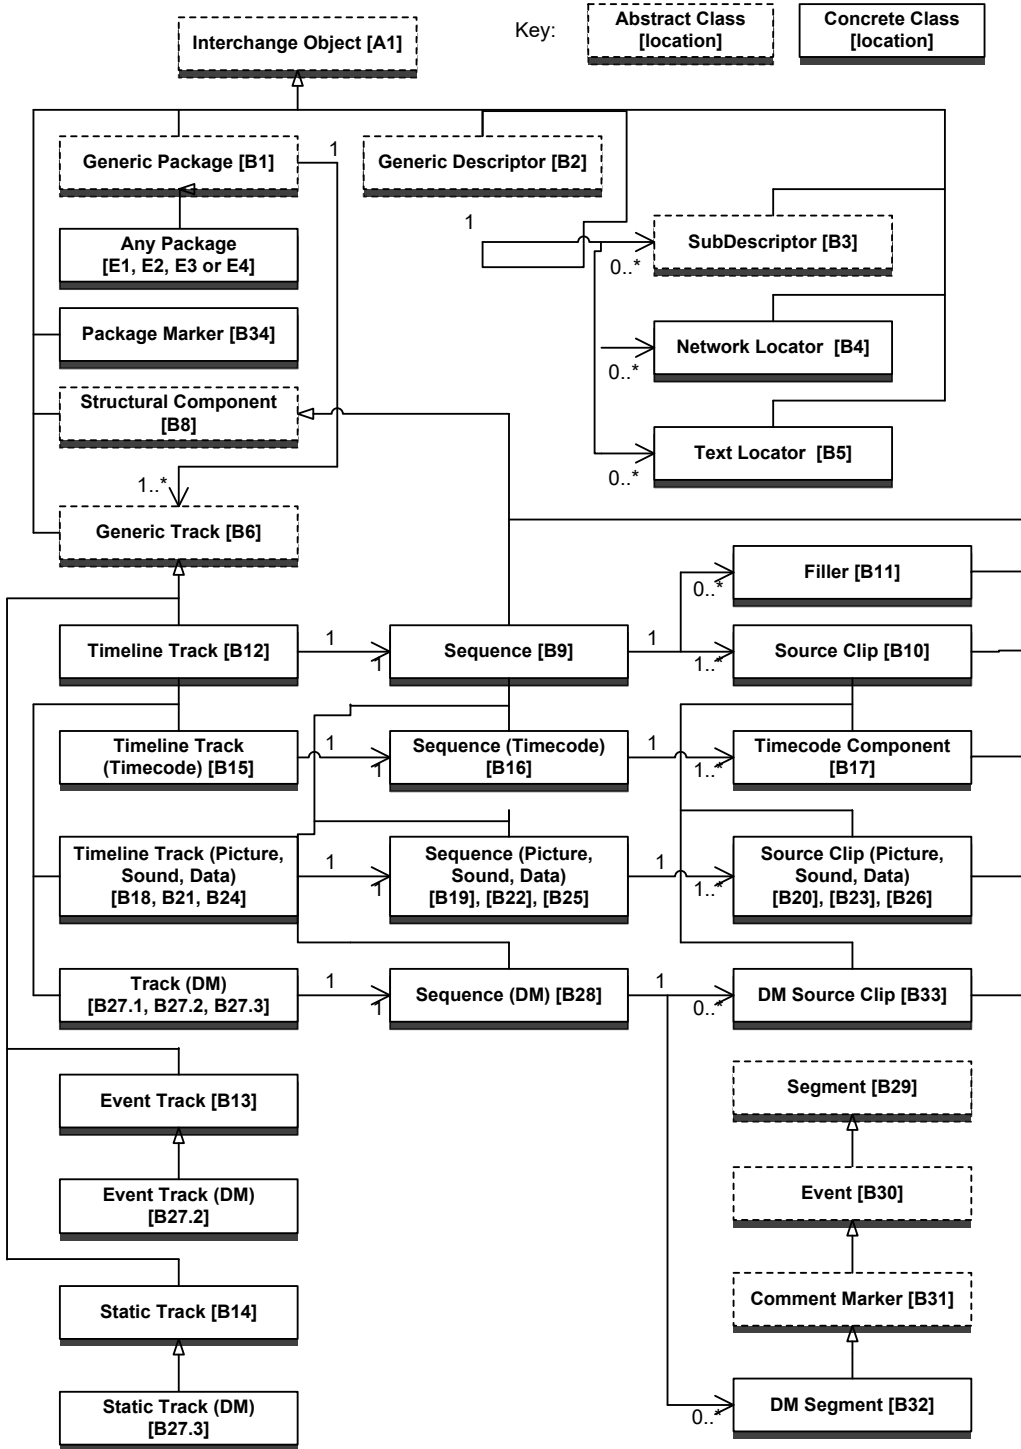 Interchange Object [A1]
Key:
Abstract Class
[location]
Concrete Class
[location]
Generic Package [B1]
1
Generic Descriptor [B2]
Any Package
[E1, E2, E3 or E4]
1
SubDescriptor [B3]
0..*
Package Marker [B34]
Network Locator  [B4]
0..*
Structural Component
[B8]
Text Locator  [B5]
0..*
1..*
Generic Track [B6]
Filler [B11]
0..*
Timeline Track [B12]
1
1
Sequence [B9]
1
1..*
Source Clip [B10]
Timeline Track
(Timecode) [B15]
1
1
Sequence (Timecode)
[B16]
1
1..*
Timecode Component
[B17]
Timeline Track (Picture,
Sound, Data)
[B18, B21, B24]
1
1
Sequence (Picture,
Sound, Data)
[B19], [B22], [B25]
1
1..*
Source Clip (Picture,
Sound, Data)
[B20], [B23], [B26]
Track (DM)
[B27.1, B27.2, B27.3]
1
1
Sequence (DM) [B28]
1
0..*
DM Source Clip [B33]
Event Track [B13]
Segment [B29]
Event Track (DM)
[B27.2]
Event [B30]
Static Track [B14]
Comment Marker [B31]
Static Track (DM)
[B27.3]
0..*
DM Segment [B32]